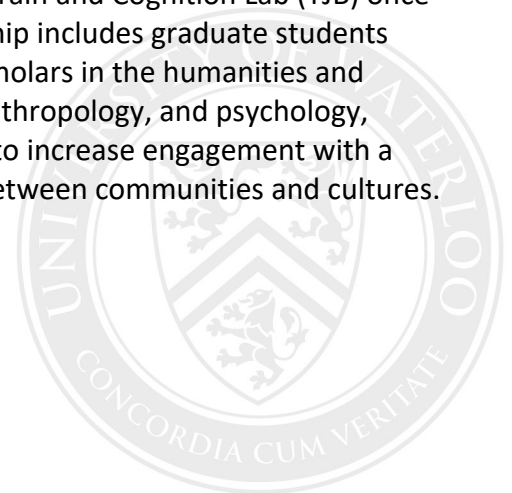 rain and Cognition Lab (TJB) once
hip includes graduate students
holars in the humanities and
nthropology, and psychology,
to increase engagement with a
etween communities and cultures.
UNIVERSITY OF WATERLOO
CONCORDIA CUM VERITATE